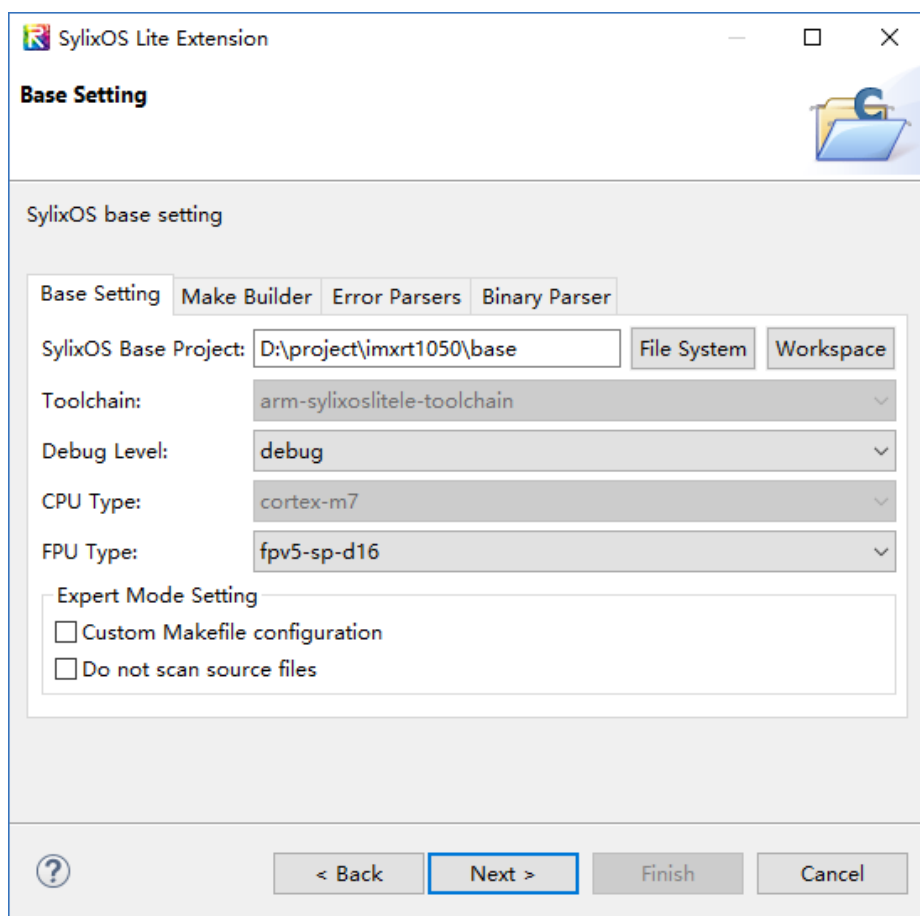 SylixOS Lite Extension
Base Setting
SylixOS base setting
Base Setting Make Builder Error Parsers Binary Parser
SylixOS Base Project: D:\project\imxrt1050\base File System Workspace
Toolchain: arm-sylixoslitele-toolchain
Debug Level: debug
CPU Type: cortex-m7
FPU Type: fpv5-sp-d16
Expert Mode Setting
Custom Makefile configuration
Do not scan source files
? < Back Next > Finish Cancel